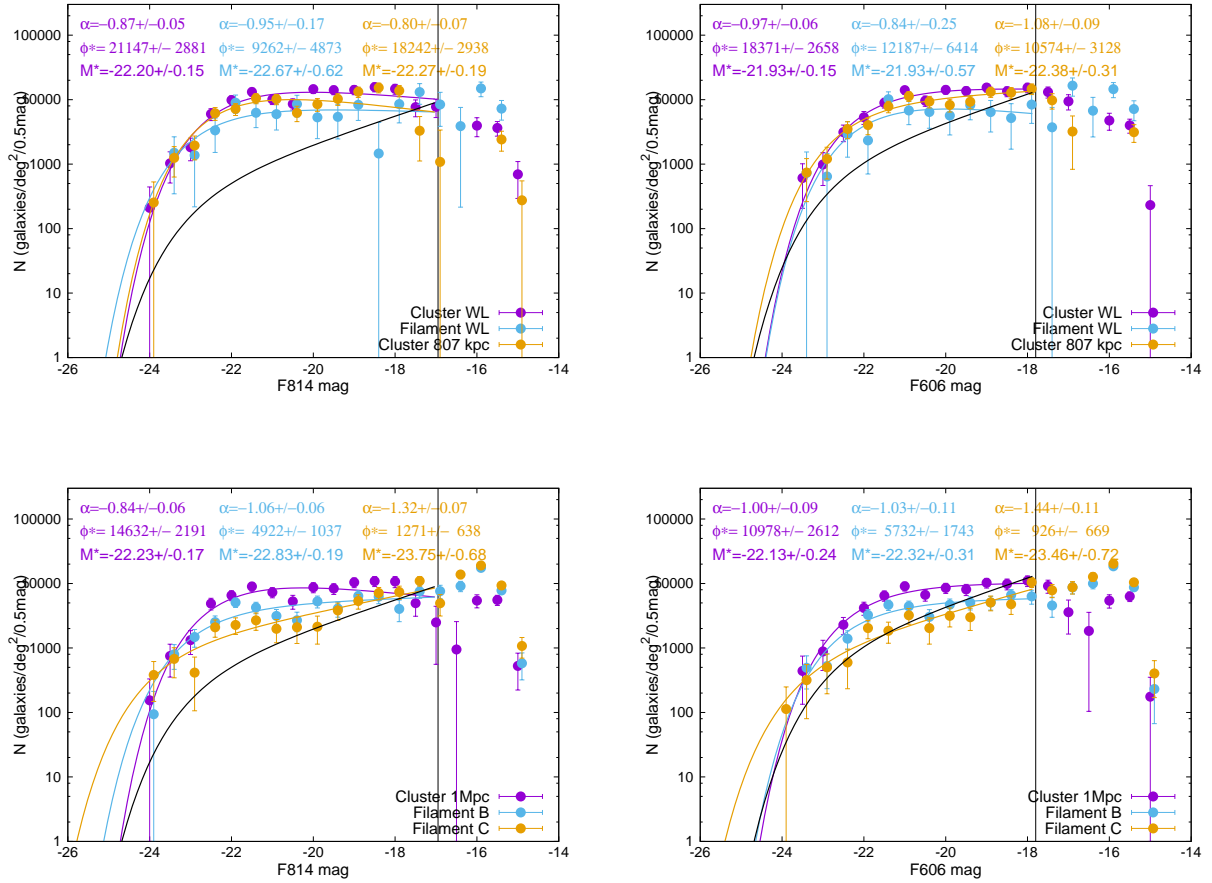 α=−0.87+/−0.05 α=−0.95+/−0.17 α=−0.80+/−0.07
ϕ*= 21147+/− 2881 ϕ*= 9262+/− 4873 ϕ*= 18242+/− 2938
M*=-22.20+/-0.15 M*=-22.67+/-0.62 M*=-22.27+/-0.19
100000
10000
1000
100
10
1
N (galaxies/deg²/0.5mag)
Cluster WL
Filament WL
Cluster 807 kpc
-26 -24 -22 -20 -18 -16 -14
F814 mag
α=−0.97+/−0.06 α=−0.84+/−0.25 α=−1.08+/−0.09
ϕ*= 18371+/− 2658 ϕ*= 12187+/− 6414 ϕ*= 10574+/− 3128
M*=-21.93+/-0.15 M*=-21.93+/-0.57 M*=-22.38+/-0.31
100000
10000
1000
100
10
1
N (galaxies/deg²/0.5mag)
Cluster WL
Filament WL
Cluster 807 kpc
-26 -24 -22 -20 -18 -16 -14
F606 mag
α=−0.84+/−0.06 α=−1.06+/−0.06 α=−1.32+/−0.07
ϕ*= 14632+/− 2191 ϕ*= 4922+/− 1037 ϕ*= 1271+/− 638
M*=-22.23+/-0.17 M*=-22.83+/-0.19 M*=-23.75+/-0.68
100000
10000
1000
100
10
1
N (galaxies/deg²/0.5mag)
Cluster 1Mpc
Filament B
Filament C
-26 -24 -22 -20 -18 -16 -14
F814 mag
α=−1.00+/−0.09 α=−1.03+/−0.11 α=−1.44+/−0.11
ϕ*= 10978+/− 2612 ϕ*= 5732+/− 1743 ϕ*= 926+/− 669
M*=-22.13+/-0.24 M*=-22.32+/-0.31 M*=-23.46+/-0.72
100000
10000
1000
100
10
1
N (galaxies/deg²/0.5mag)
Cluster 1Mpc
Filament B
Filament C
-26 -24 -22 -20 -18 -16 -14
F606 mag